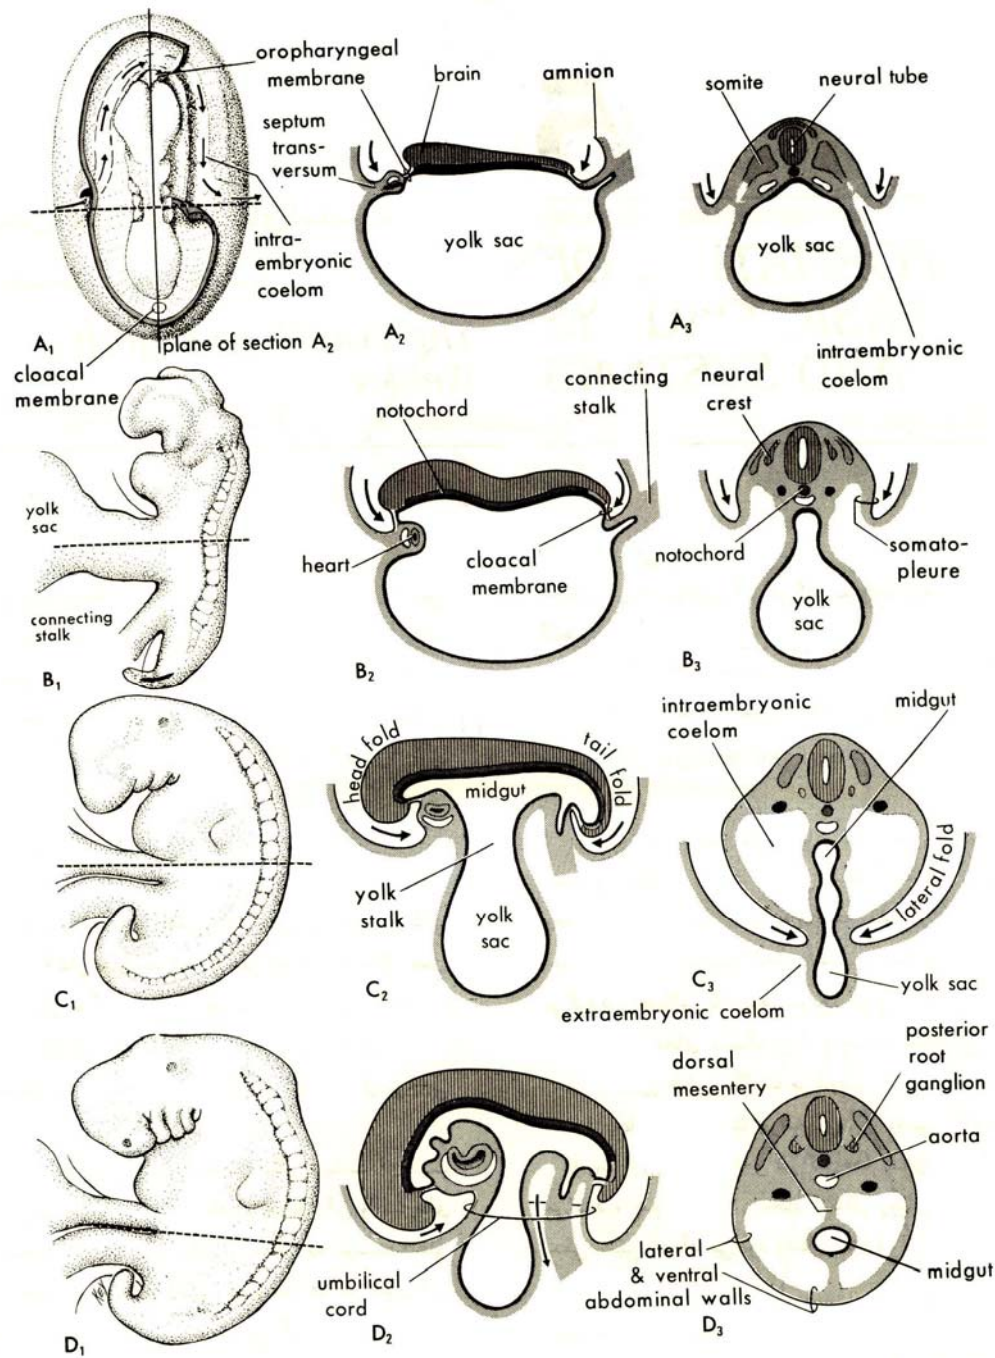 oropharyngeal
membrane
brain
amnion
somite
neural tube
septum
trans-
versum
intra-
embryonic
coelom
yolk sac
yolk sac
A1
plane of section A2
A2
A3
cloacal
membrane
intraembryonic
coelom
notochord
connecting
stalk
neural
crest
yolk
sac
heart
cloacal
membrane
notochord
somato-
pleure
yolk
sac
connecting
stalk
B1
B2
B3
head fold
tail fold
midgut
intraembryonic
coelom
midgut
lateral fold
yolk
stalk
yolk
sac
C1
C2
C3
yolk sac
extraembryonic coelom
dorsal
mesentery
posterior
root
ganglion
aorta
umbilical
cord
lateral
& ventral
abdominal walls
midgut
D1
D2
D3